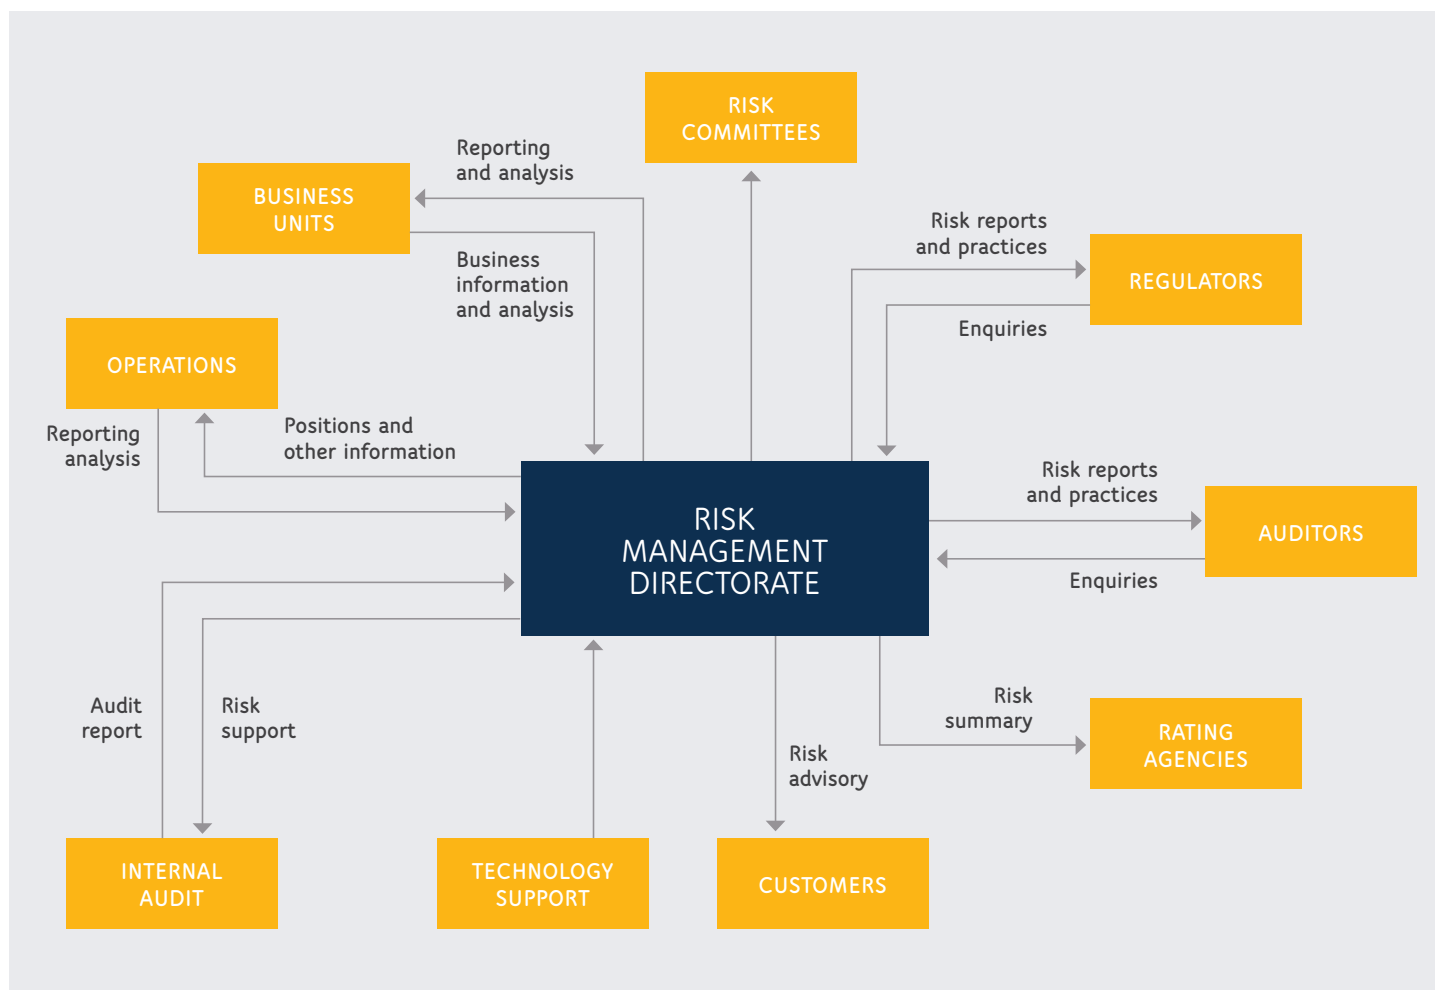 RISK
COMMITTEES
Reporting
and analysis
BUSINESS
UNITS
Business
information
and analysis
Risk reports
and practices
REGULATORS
Enquiries
OPERATIONS
Reporting
analysis
Positions and
other information
RISK
MANAGEMENT
DIRECTORATE
Risk reports
and practices
AUDITORS
Enquiries
Audit
report
Risk
support
Risk
advisory
Risk
summary
RATING
AGENCIES
INTERNAL
AUDIT
TECHNOLOGY
SUPPORT
CUSTOMERS